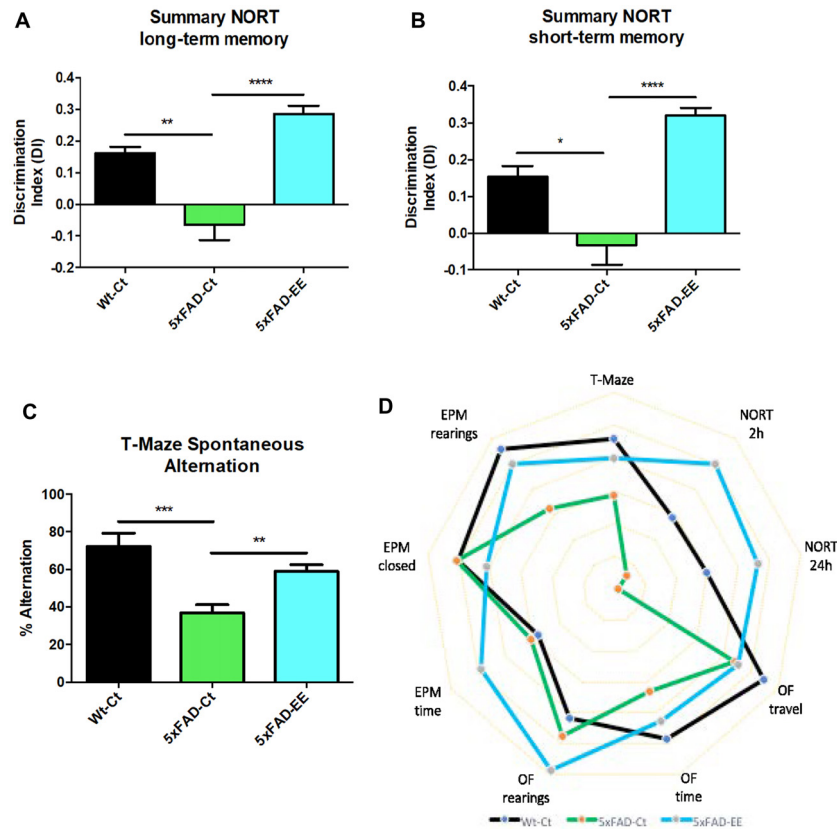 A
Summary NORT
long-term memory
Discrimination
Index (DI)
0.4
0.3
0.2
0.1
0.0
-0.1
-0.2
**
****
Wt-Ct
5xFAD-Ct
5xFAD-EE
B
Summary NORT
short-term memory
Discrimination
Index (DI)
0.4
0.3
0.2
0.1
0.0
-0.1
*
****
Wt-Ct
5xFAD-Ct
5xFAD-EE
C
T-Maze Spontaneous
Alternation
% Alternation
100
80
60
40
20
0
***
**
Wt-Ct
5xFAD-Ct
5xFAD-EE
D
T-Maze
NORT
2h
NORT
24h
OF
travel
OF
time
OF
rearings
EPM
time
EPM
closed
EPM
rearings
Wt-Ct 5xFAD-Ct 5xFAD-EE